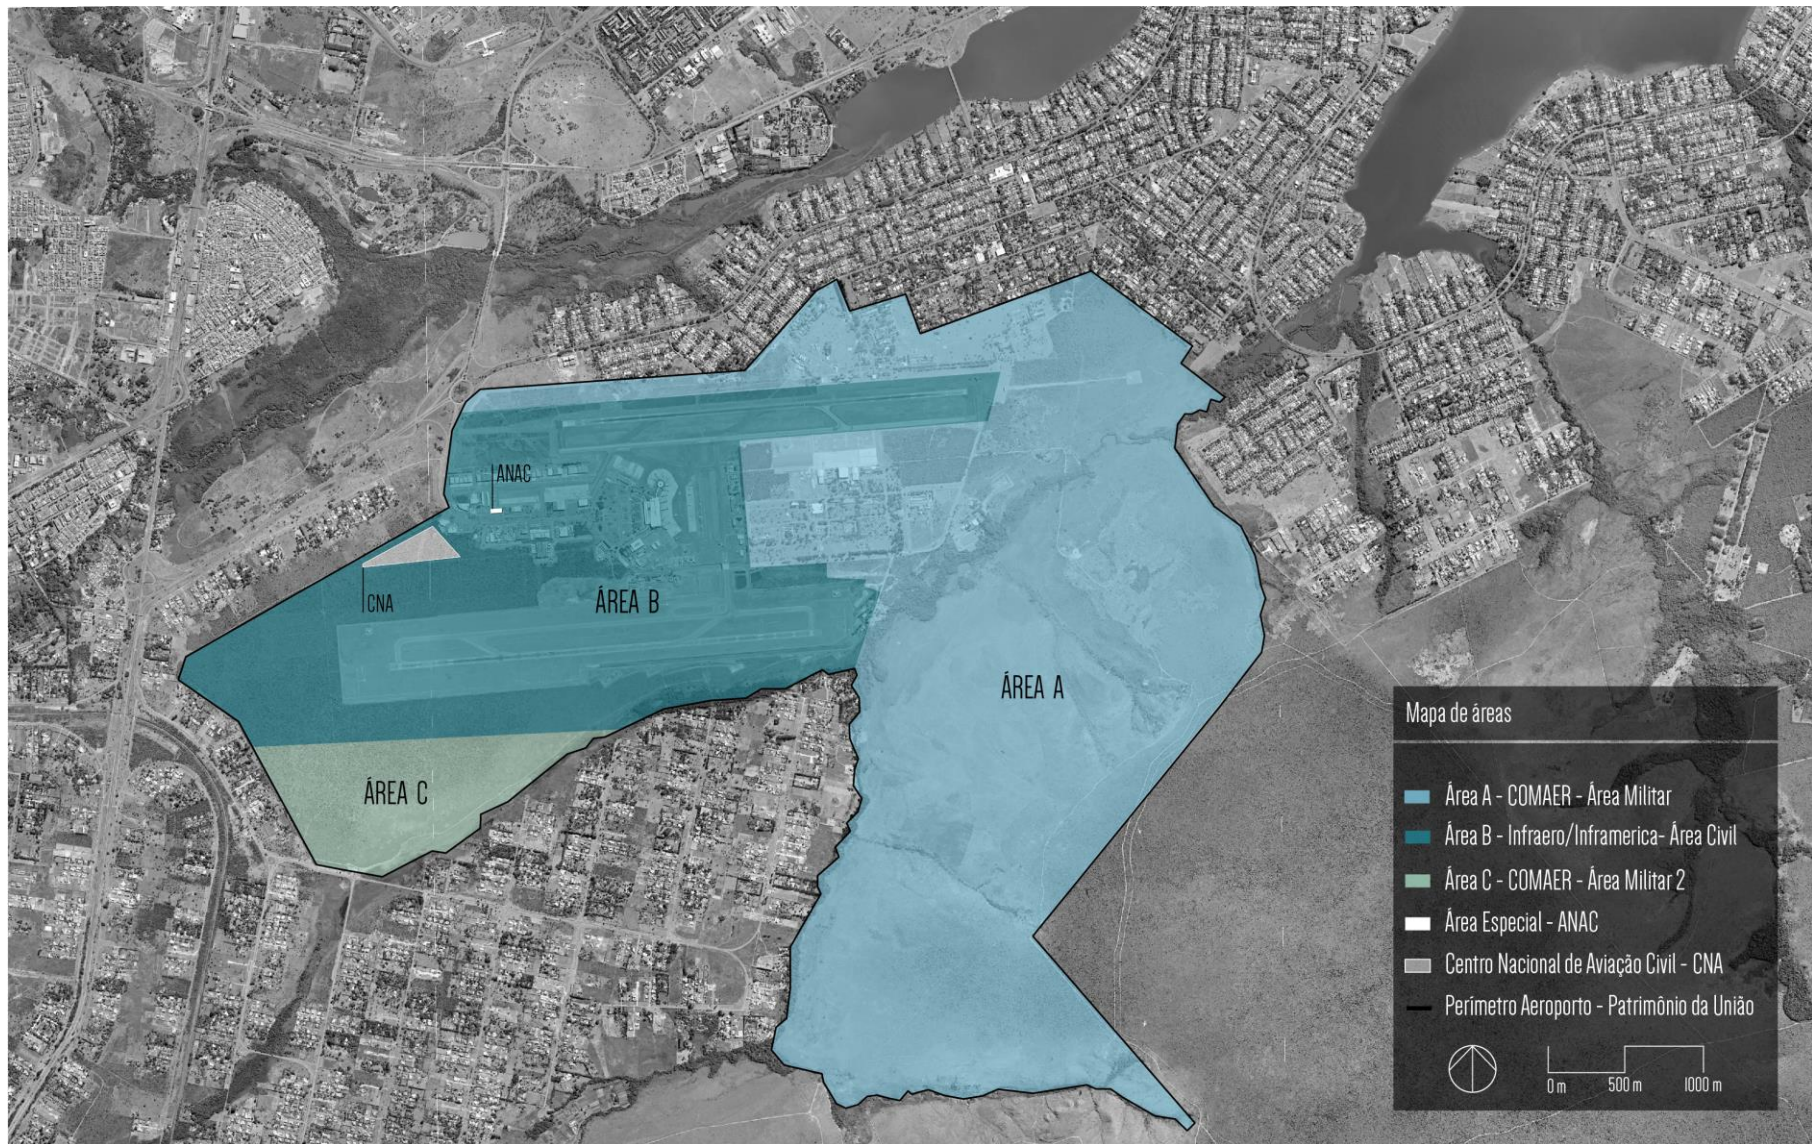 ANAC
CNA
ÁREA B
ÁREA A
ÁREA C
Mapa de áreas
Área A - COMAER - Área Militar
Área B - Infraero/Inframerica- Área Civil
Área C - COMAER - Área Militar 2
Área Especial - ANAC
Centro Nacional de Aviação Civil - CNA
Perímetro Aeroporto - Patrimônio da União
0 m 500 m 1000 m